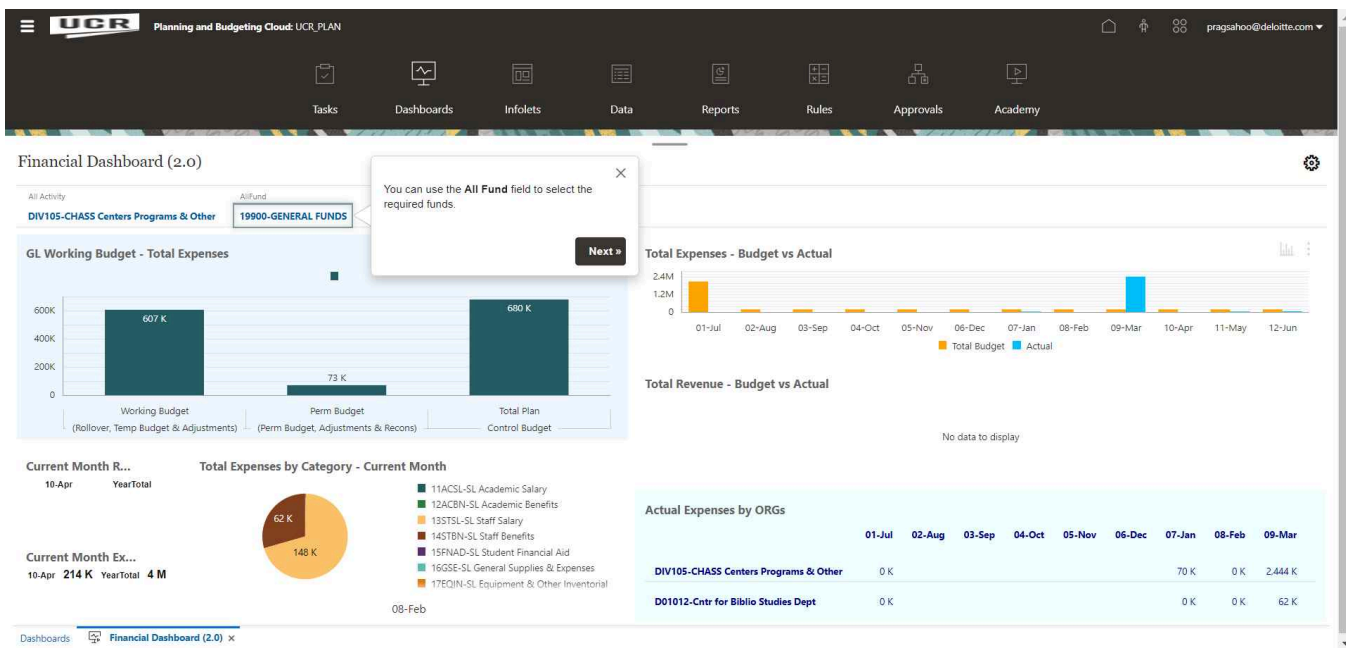 UCR
Planning and Budgeting Cloud: UCR_PLAN
pragsahoo@deloitte.com
Tasks
Dashboards
Infolets
Data
Reports
Rules
Approvals
Academy
Financial Dashboard (2.0)
All Activity
DIV105-CHASS Centers Programs & Other
AllFund
19900-GENERAL FUNDS
You can use the All Fund field to select the
required funds.
Next »
GL Working Budget - Total Expenses
600K
400K
200K
0
607 K
73 K
680 K
Working Budget
Perm Budget
Total Plan
(Rollover, Temp Budget & Adjustments)
(Perm Budget, Adjustments & Recons)
Control Budget
Total Expenses - Budget vs Actual
2.4M
1.2M
0
01-Jul 02-Aug 03-Sep 04-Oct 05-Nov 06-Dec 07-Jan 08-Feb 09-Mar 10-Apr 11-May 12-Jun
Total Budget Actual
Total Revenue - Budget vs Actual
No data to display
Current Month R...
10-Apr YearTotal
Current Month Ex...
10-Apr 214 K YearTotal 4 M
Total Expenses by Category - Current Month
62 K
148 K
11ACSL-SL Academic Salary
12ACBN-SL Academic Benefits
13STSL-SL Staff Salary
14STBN-SL Staff Benefits
15FNAD-SL Student Financial Aid
16GSE-SL General Supplies & Expenses
17EQIN-SL Equipment & Other Inventorial
08-Feb
Actual Expenses by ORGs
01-Jul 02-Aug 03-Sep 04-Oct 05-Nov 06-Dec 07-Jan 08-Feb 09-Mar
DIV105-CHASS Centers Programs & Other 0 K 70 K 0 K 2,444 K
D01012-Cntr for Biblio Studies Dept 0 K 0 K 0 K 62 K
Dashboards
Financial Dashboard (2.0) x